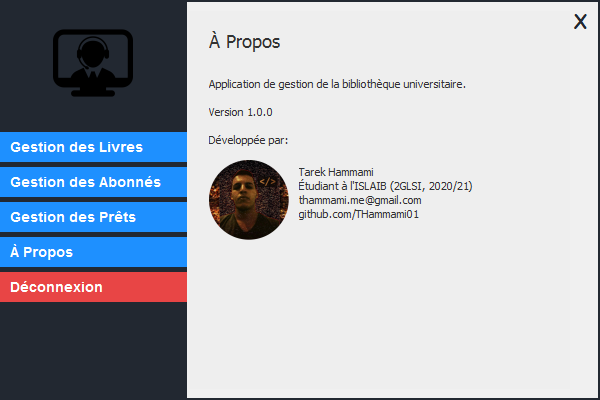 Gestion des Livres
Gestion des Abonnés
Gestion des Prêts
À Propos
Déconnexion
X
À Propos
Application de gestion de la bibliothèque universitaire.
Version 1.0.0
Développée par:
</>
Tarek Hammami
Étudiant à l'ISLAIB (2GLSI, 2020/21)
thammami.me@gmail.com
github.com/THammami01